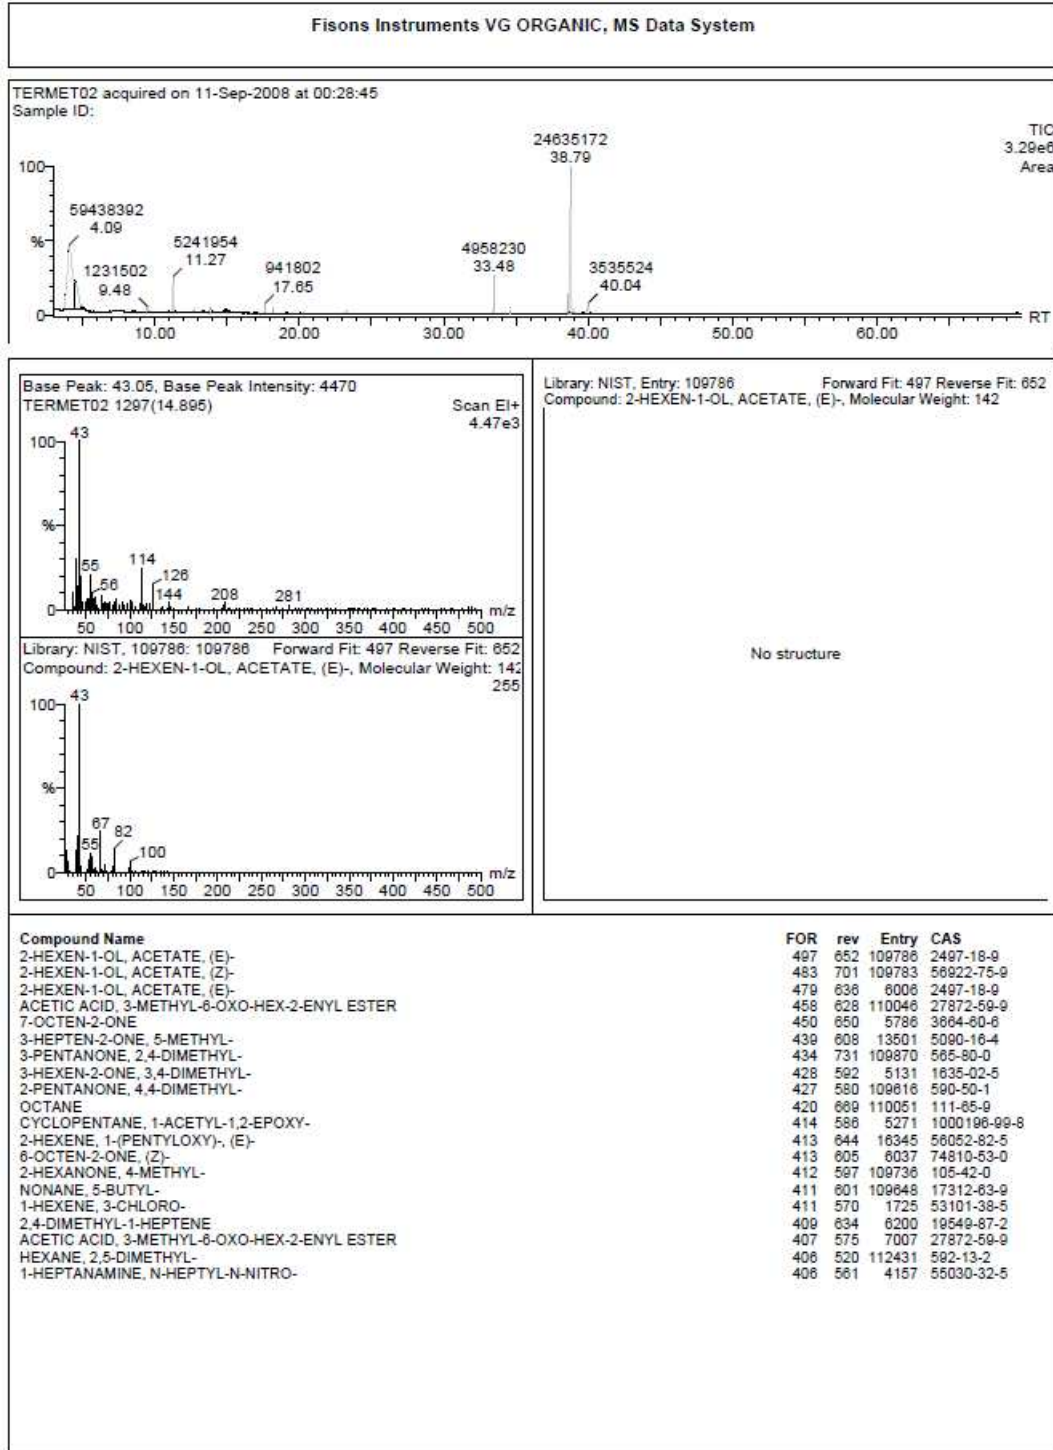 Fisons Instruments VG ORGANIC, MS Data System
TERMET02 acquired on 11-Sep-2008 at 00:28:45
Sample ID:
TIC
3.29e6
Area
24635172
38.79
100
59438392
4.09
%
5241954
11.27
1231502
9.48
941802
17.65
4958230
33.48
3535524
40.04
0
10.00 20.00 30.00 40.00 50.00 60.00 RT
Base Peak: 43.05, Base Peak Intensity: 4470
TERMET02 1297(14.895) Scan EI+
4.47e3
43
100
%
114
55
56
126
144
208
281
0
50 100 150 200 250 300 350 400 450 500 m/z
Library: NIST, 109786: 109786 Forward Fit: 497 Reverse Fit: 652
Compound: 2-HEXEN-1-OL, ACETATE, (E)-, Molecular Weight: 142
255
43
100
%
67
82
55
100
0
50 100 150 200 250 300 350 400 450 500 m/z
Library: NIST, Entry: 109786 Forward Fit: 497 Reverse Fit: 652
Compound: 2-HEXEN-1-OL, ACETATE, (E)-, Molecular Weight: 142
No structure
Compound Name FOR rev Entry CAS
2-HEXEN-1-OL, ACETATE, (E)- 497 652 109786 2497-18-9
2-HEXEN-1-OL, ACETATE, (Z)- 483 701 109783 56922-75-9
2-HEXEN-1-OL, ACETATE, (E)- 479 636 6006 2497-18-9
ACETIC ACID, 3-METHYL-6-OXO-HEX-2-ENYL ESTER 458 628 110046 27872-59-9
7-OCTEN-2-ONE 450 650 5786 3664-60-6
3-HEPTEN-2-ONE, 5-METHYL- 439 608 13501 5090-16-4
3-PENTANONE, 2,4-DIMETHYL- 434 731 109870 565-80-0
3-HEXEN-2-ONE, 3,4-DIMETHYL- 428 592 5131 1635-02-5
2-PENTANONE, 4,4-DIMETHYL- 427 580 109616 590-50-1
OCTANE 420 669 110051 111-65-9
CYCLOPENTANE, 1-ACETYL-1,2-EPOXY- 414 586 5271 1000196-99-8
2-HEXENE, 1-(PENTYLOXY)-, (E)- 413 644 16345 56052-82-5
6-OCTEN-2-ONE, (Z)- 413 605 6037 74810-53-0
2-HEXANONE, 4-METHYL- 412 597 109736 105-42-0
NONANE, 5-BUTYL- 411 601 109648 17312-63-9
1-HEXENE, 3-CHLORO- 411 570 1725 53101-38-5
2,4-DIMETHYL-1-HEPTENE 409 634 6200 19549-87-2
ACETIC ACID, 3-METHYL-6-OXO-HEX-2-ENYL ESTER 407 575 7007 27872-59-9
HEXANE, 2,5-DIMETHYL- 406 520 112431 592-13-2
1-HEPTANAMINE, N-HEPTYL-N-NITRO- 406 561 4157 55030-32-5